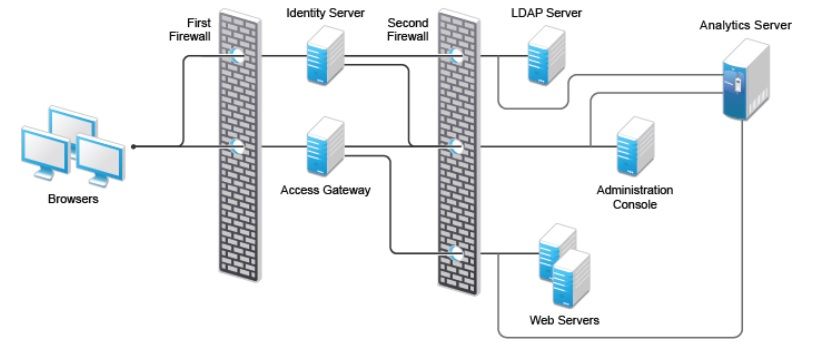 First
Firewall
Identity Server
Second
Firewall
LDAP Server
Analytics Server
Browsers
Access Gateway
Administration
Console
Web Servers